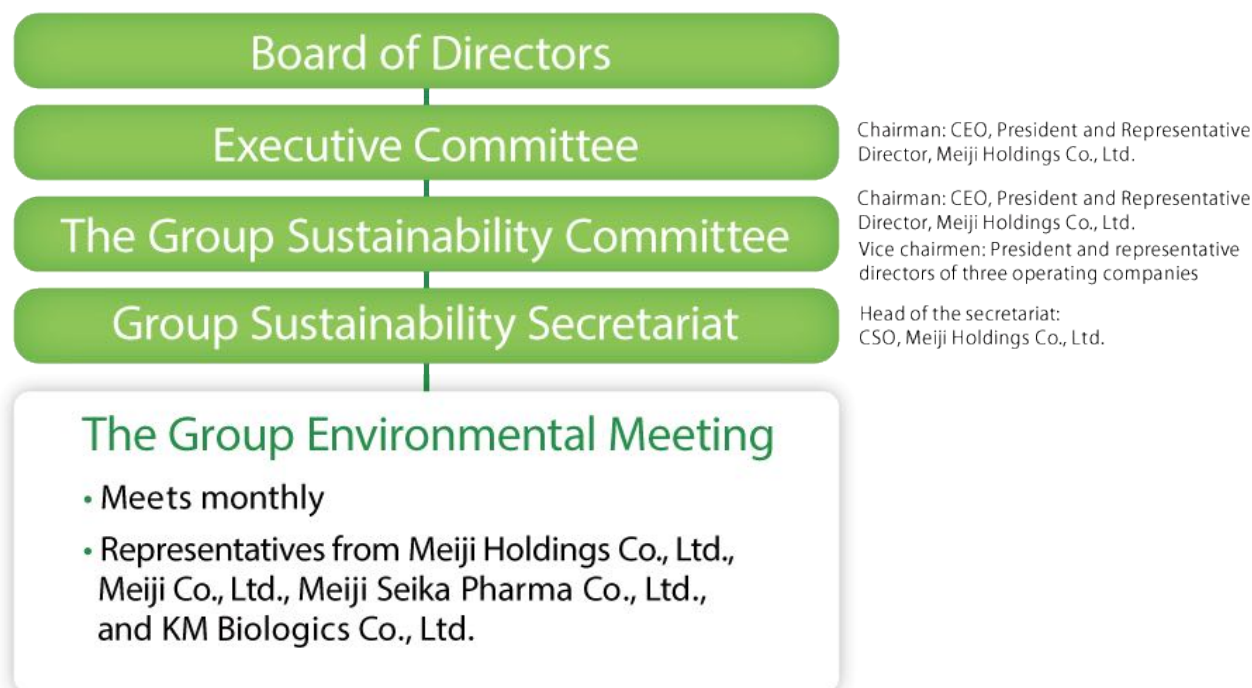 Board of Directors
Executive Committee
Chairman: CEO, President and Representative
Director, Meiji Holdings Co., Ltd.
The Group Sustainability Committee
Chairman: CEO, President and Representative
Director, Meiji Holdings Co., Ltd.
Vice chairmen: President and representative
directors of three operating companies
Group Sustainability Secretariat
Head of the secretariat:
CSO, Meiji Holdings Co., Ltd.
The Group Environmental Meeting
• Meets monthly
• Representatives from Meiji Holdings Co., Ltd.,
Meiji Co., Ltd., Meiji Seika Pharma Co., Ltd.,
and KM Biologics Co., Ltd.